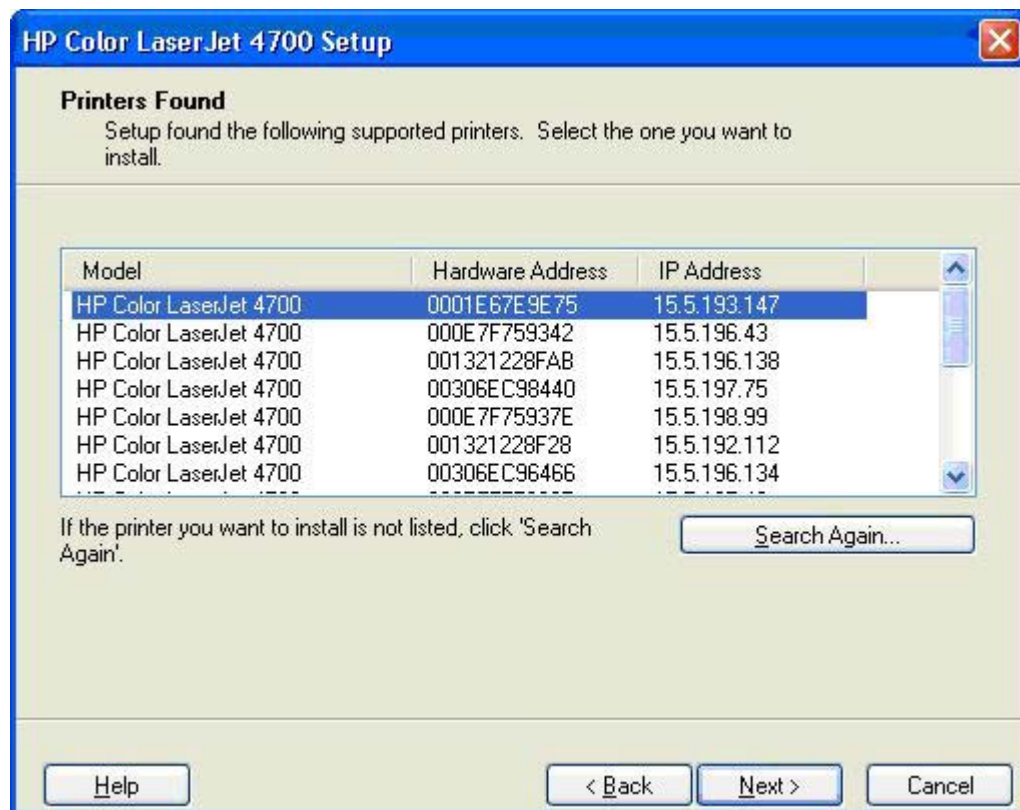 HP Color LaserJet 4700 Setup
Printers Found
Setup found the following supported printers. Select the one you want to
install.
Model Hardware Address IP Address
HP Color LaserJet 4700 0001E67E9E75 15.5.193.147
HP Color LaserJet 4700 000E7F759342 15.5.196.43
HP Color LaserJet 4700 001321228FAB 15.5.196.138
HP Color LaserJet 4700 00306EC98440 15.5.197.75
HP Color LaserJet 4700 000E7F75937E 15.5.198.99
HP Color LaserJet 4700 001321228F28 15.5.192.112
HP Color LaserJet 4700 00306EC96466 15.5.196.134
If the printer you want to install is not listed, click 'Search
Again'.
Search Again...
Help
< Back
Next >
Cancel